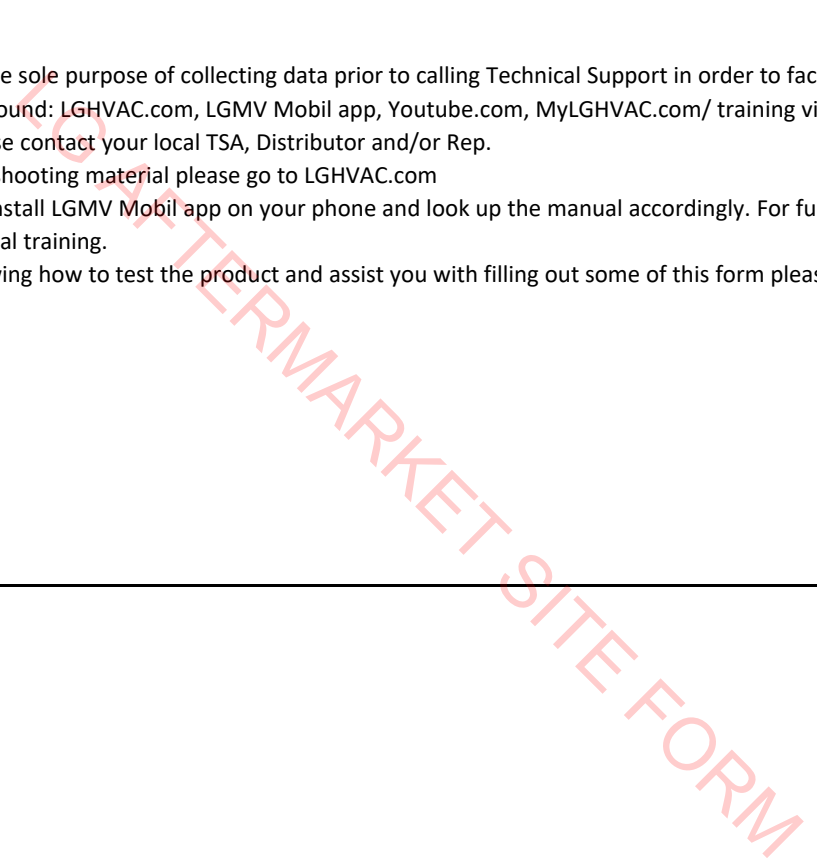 e sole purpose of collecting data prior to calling Technical Support in order to fac
ound: LGHVAC.com, LGMV Mobil app, Youtube.com, MyLGHVAC.com/ training vi
se contact your local TSA, Distributor and/or Rep.
hooting material please go to LGHVAC.com
nstall LGMV Mobil app on your phone and look up the manual accordingly. For fu
al training.
ving how to test the product and assist you with filling out some of this form pleas
LG AFTERMARKET SITE FORM